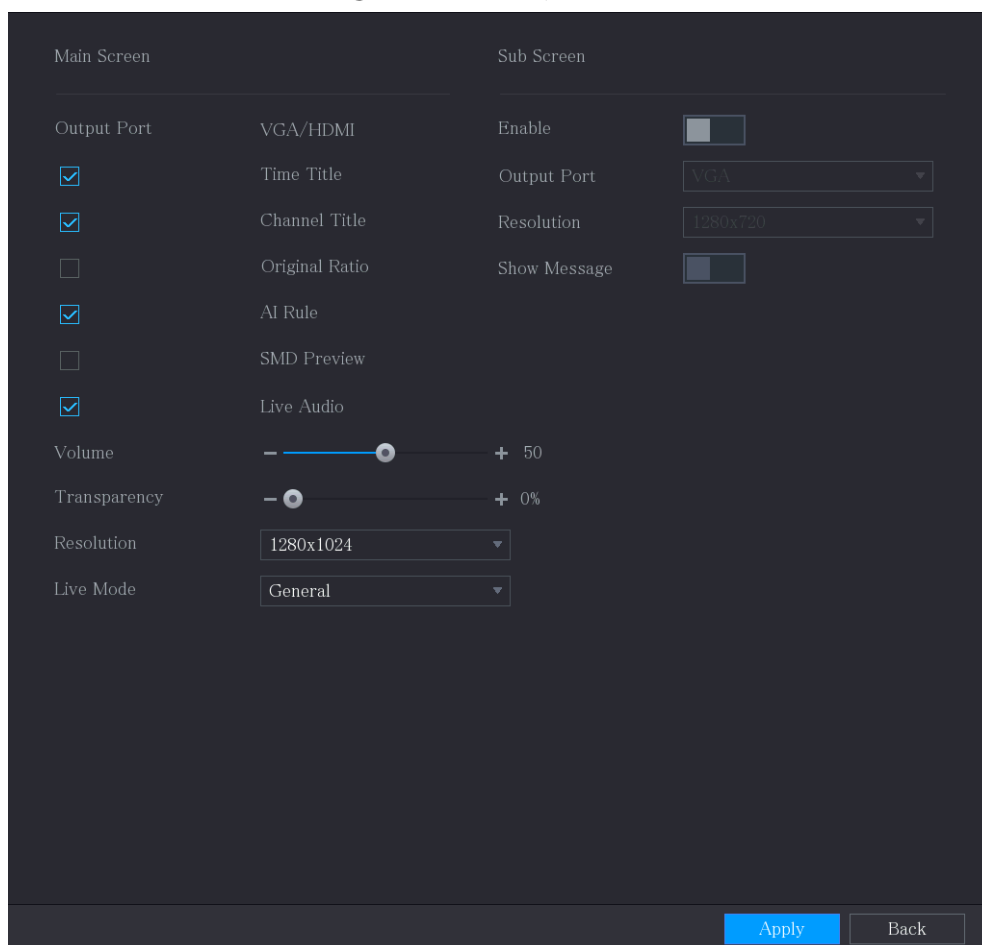 Main Screen
Sub Screen
Output Port VGA/HDMI
Time Title
Channel Title
Original Ratio
AI Rule
SMD Preview
Live Audio
Volume 50
Transparency 0%
Resolution 1280x1024
Live Mode General
Enable
Output Port VGA
Resolution 1280x720
Show Message
Apply
Back